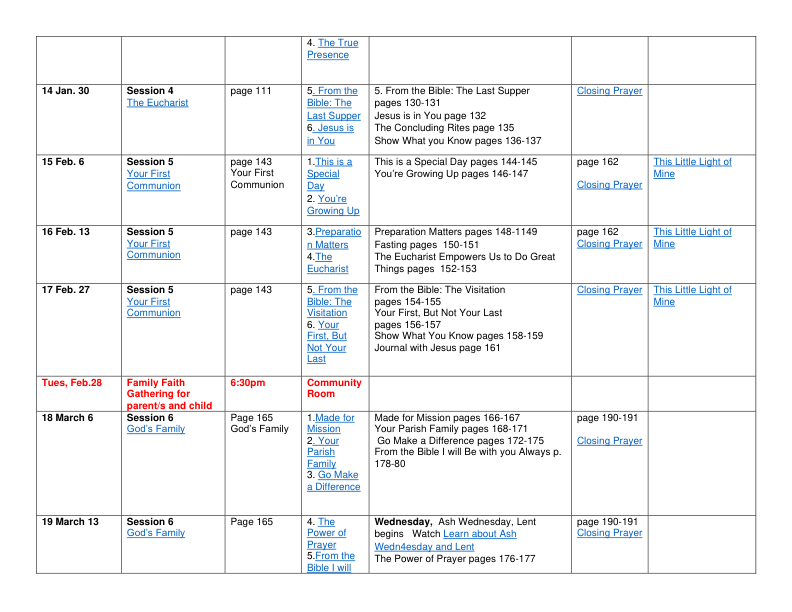 4. The True
Presence
14 Jan. 30
Session 4
The Eucharist
page 111
5. From the
Bible: The
Last Supper
6. Jesus is
in You
5. From the Bible: The Last Supper
pages 130-131
Jesus is in You page 132
The Concluding Rites page 135
Show What you Know pages 136-137
Closing Prayer
15 Feb. 6
Session 5
Your First
Communion
page 143
Your First
Communion
1.This is a
Special
Day
2. You're
Growing Up
This is a Special Day pages 144-145
You're Growing Up pages 146-147
page 162
Closing Prayer
This Little Light of
Mine
16 Feb. 13
Session 5
Your First
Communion
page 143
3.Preparatio
n Matters
4.The
Eucharist
Preparation Matters pages 148-1149
Fasting pages  150-151
The Eucharist Empowers Us to Do Great
Things pages  152-153
page 162
Closing Prayer
This Little Light of
Mine
17 Feb. 27
Session 5
Your First
Communion
page 143
5. From the
Bible: The
Visitation
6. Your
First, But
Not Your
Last
From the Bible: The Visitation
pages 154-155
Your First, But Not Your Last
pages 156-157
Show What You Know pages 158-159
Journal with Jesus page 161
Closing Prayer
This Little Light of
Mine
Tues, Feb.28
Family Faith
Gathering for
parent/s and child
6:30pm
Community
Room
18 March 6
Session 6
God's Family
Page 165
God's Family
1.Made for
Mission
2. Your
Parish
Family
3. Go Make
a Difference
Made for Mission pages 166-167
Your Parish Family pages 168-171
Go Make a Difference pages 172-175
From the Bible I will Be with you Always p.
178-80
page 190-191
Closing Prayer
19 March 13
Session 6
God's Family
Page 165
4. The
Power of
Prayer
5.From the
Bible I will
Wednesday,  Ash Wednesday, Lent
begins   Watch Learn about Ash
Wedn4esday and Lent
The Power of Prayer pages 176-177
page 190-191
Closing Prayer